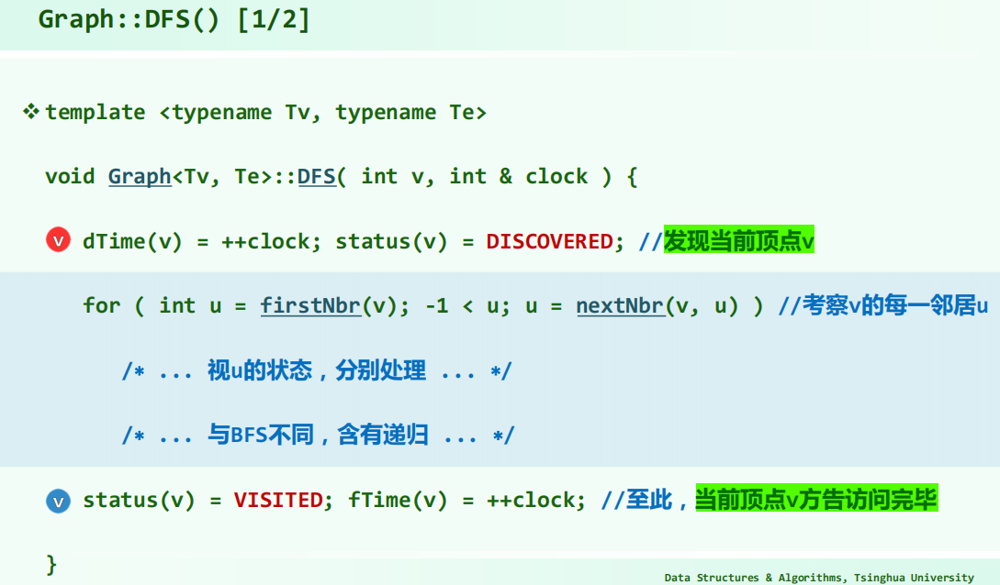 Graph::DFS() [1/2]
❖ template <typename Tv, typename Te>
void Graph<Tv, Te>::DFS( int v, int & clock ) {
v dTime(v) = ++clock; status(v) = DISCOVERED; //发现当前顶点v
for ( int u = firstNbr(v); -1 < u; u = nextNbr(v, u) ) //考察v的每一邻居u
/* ... 视u的状态，分别处理 ... */
/* ... 与BFS不同，含有递归 ... */
v status(v) = VISITED; fTime(v) = ++clock; //至此，当前顶点v方告访问完毕
}
Data Structures & Algorithms, Tsinghua University